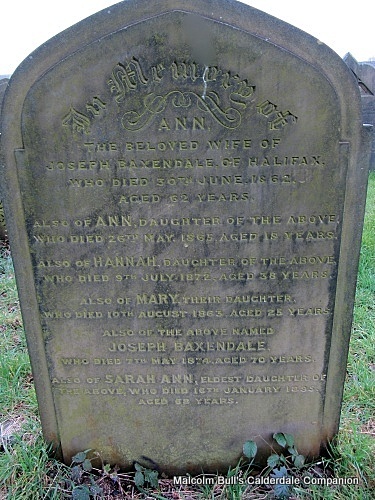 In Memory of
ANN,
THE BELOVED WIFE OF
JOSEPH BAXENDALE, OF HALIFAX,
WHO DIED 30TH JUNE, 1862,
AGED 62 YEARS.
ALSO OF ANN, DAUGHTER OF THE ABOVE,
WHO DIED 26TH MAY, 1865, AGED 18 YEARS.
ALSO OF HANNAH, DAUGHTER OF THE ABOVE,
WHO DIED 9TH JULY, 1872, AGED 38 YEARS.
ALSO OF MARY, THEIR DAUGHTER,
WHO DIED 10TH AUGUST 1863, AGED 25 YEARS.
ALSO OF THE ABOVE NAMED
JOSEPH BAXENDALE,
WHO DIED 7TH MAY 1874, AGED 70 YEARS.
ALSO OF SARAH ANN, ELDEST DAUGHTER OF
THE ABOVE, WHO DIED 16TH JANUARY
AGED YEARS.
Malcolm Bull's Calderdale Companion